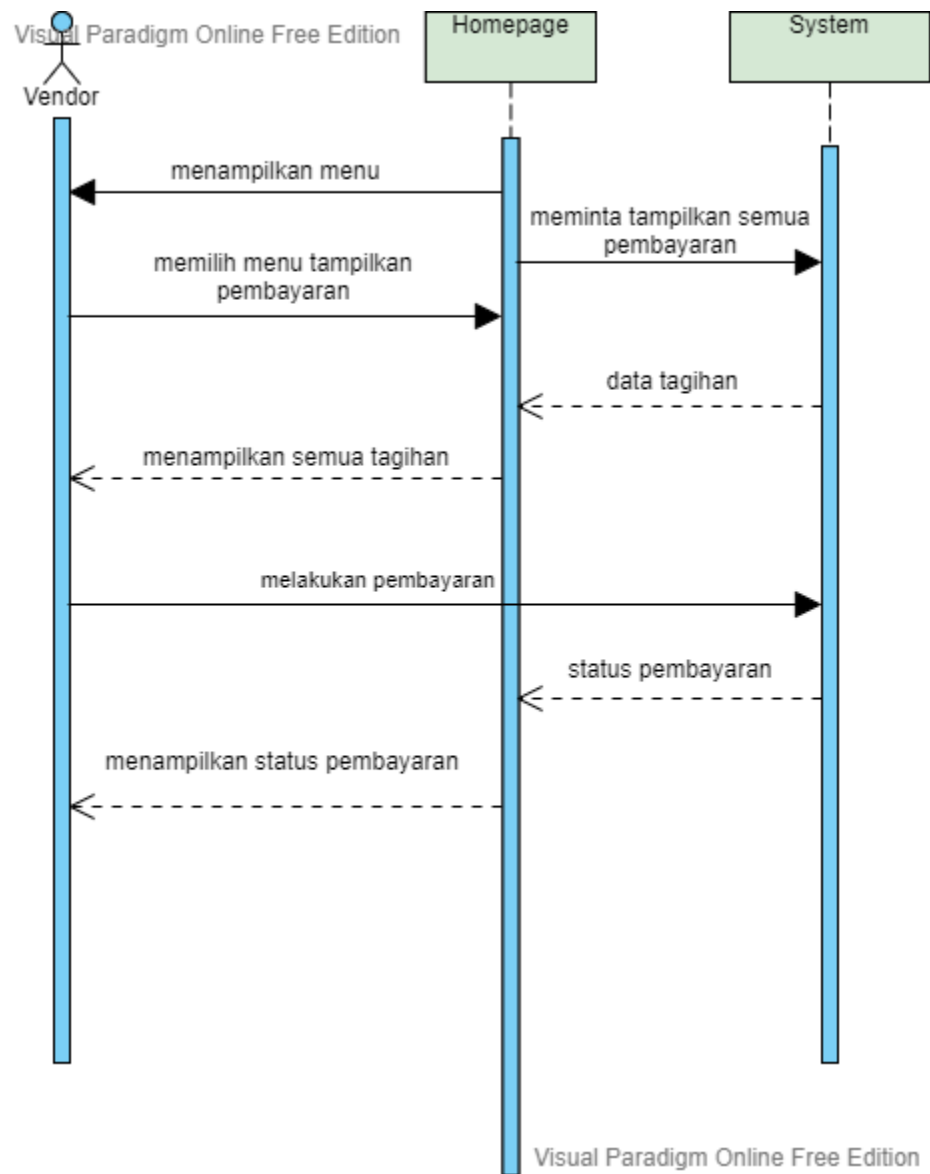 Visual Paradigm Online Free Edition
Homepage
System
Vendor
menampilkan menu
meminta tampilkan semua
pembayaran
memilih menu tampilkan
pembayaran
data tagihan
menampilkan semua tagihan
melakukan pembayaran
status pembayaran
menampilkan status pembayaran
Visual Paradigm Online Free Edition